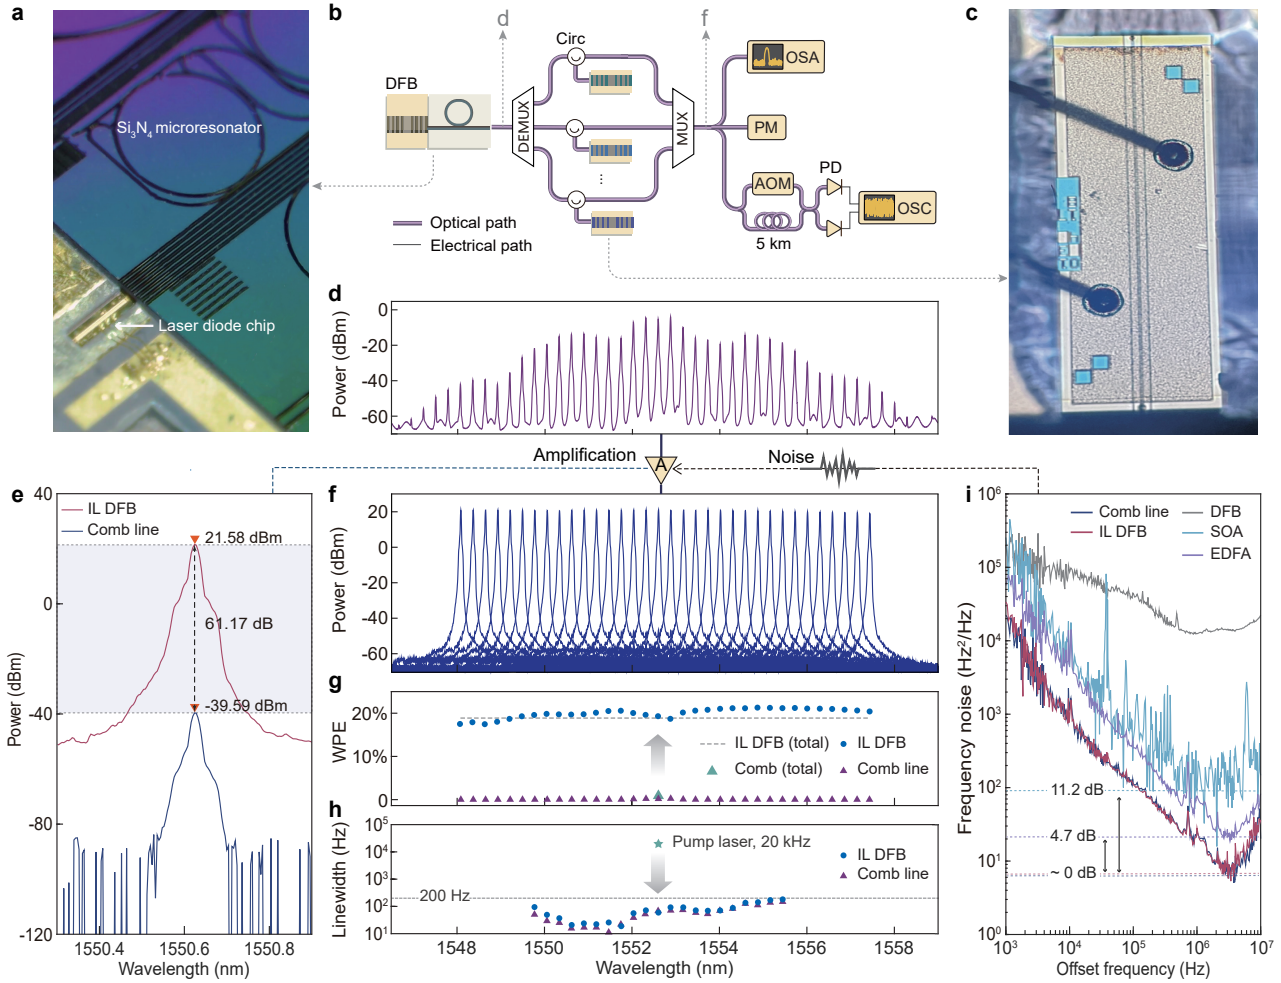 a
Si3N4 microresonator
Laser diode chip
b
d
f
Circ
DFB
DEMUX
MUX
OSA
PM
AOM
PD
OSC
5 km
Optical path
Electrical path
c
d
Power (dBm)
0
-20
-40
-60
Amplification
A
Noise
e
Power (dBm)
40
0
-40
-80
-120
IL DFB
Comb line
21.58 dBm
61.17 dB
-39.59 dBm
1550.4 1550.6 1550.8
Wavelength (nm)
f
Power (dBm)
20
0
-20
-40
-60
g
WPE
20%
10%
0
IL DFB (total)
IL DFB
Comb (total)
Comb line
h
Linewidth (Hz)
10^5
10^4
10^3
10^2
10^1
Pump laser, 20 kHz
IL DFB
Comb line
200 Hz
1548 1550 1552 1554 1556 1558
Wavelength (nm)
i
Frequency noise (Hz²/Hz)
10^6
10^5
10^4
10^3
10^2
10^1
10^0
Comb line
IL DFB
DFB
SOA
EDFA
11.2 dB
4.7 dB
~ 0 dB
10^3 10^4 10^5 10^6 10^7
Offset frequency (Hz)